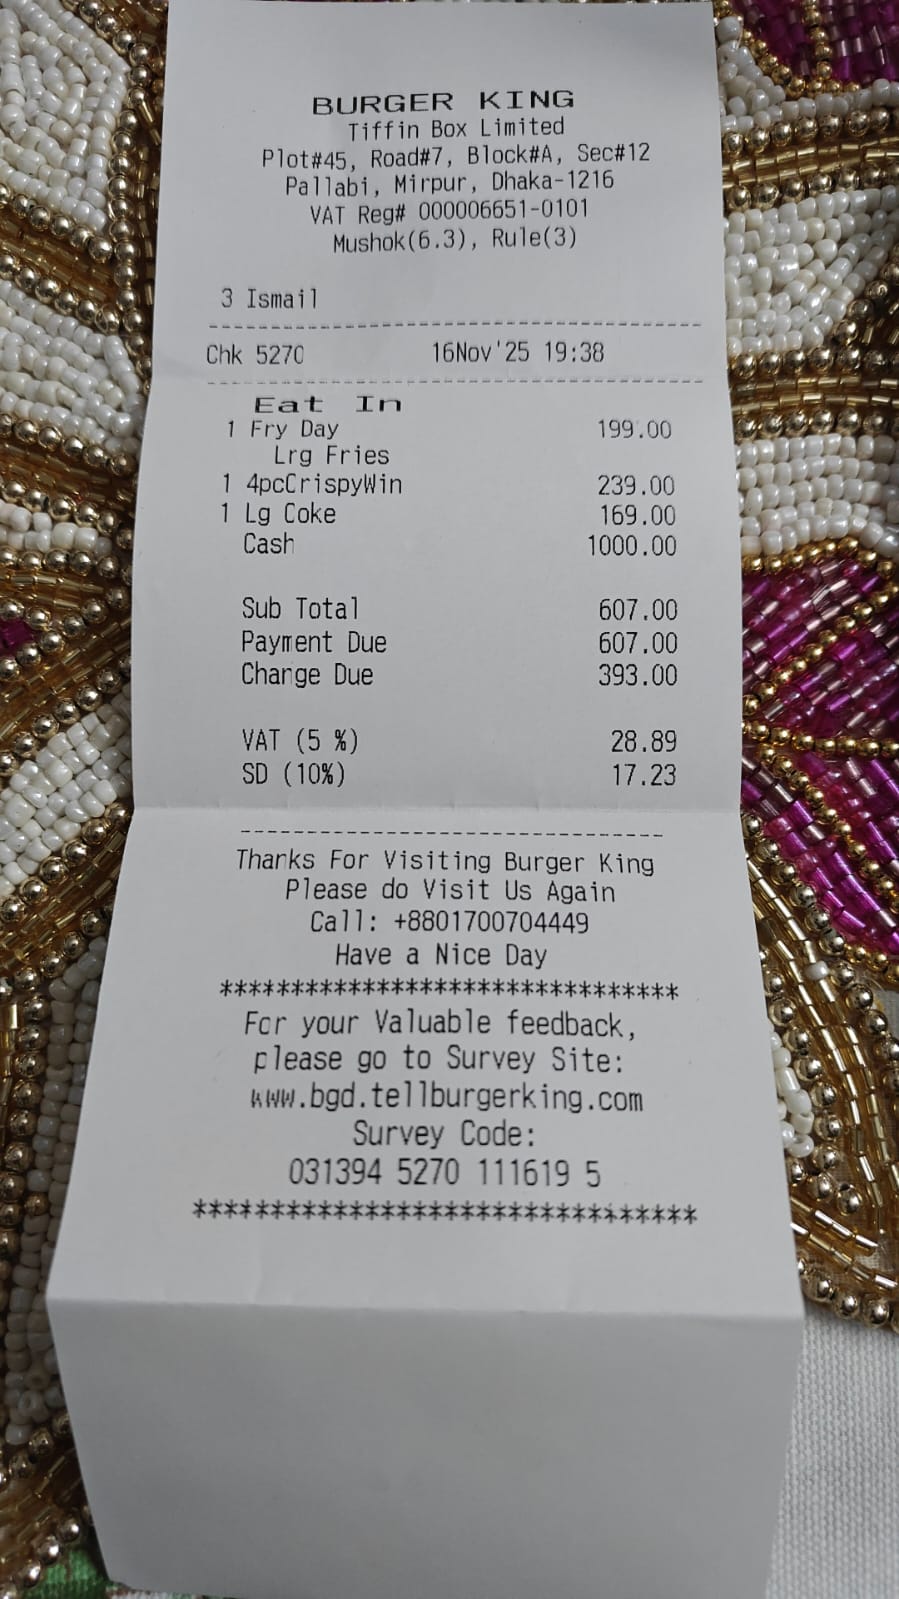 BURGER KING
Tiffin Box Limited
Plot#45, Road#7, Block#A, Sec#12
Pallabi, Mirpur, Dhaka-1216
VAT Reg# 000006651-0101
Mushok(6.3), Rule(3)
3 Ismail
Chk 5270 16Nov'25 19:38
Eat In
1 Fry Day 199.00
Lrg Fries
1 4pcCrispyWin 239.00
1 Lg Coke 169.00
Cash 1000.00
Sub Total 607.00
Payment Due 607.00
Change Due 393.00
VAT (5 %) 28.89
SD (10%) 17.23
Thanks For Visiting Burger King
Please do Visit Us Again
Call: +8801700704449
Have a Nice Day
**********************************
For your Valuable feedback,
please go to Survey Site:
www.bgd.tellburgerking.com
Survey Code:
031394 5270 111619 5
**********************************